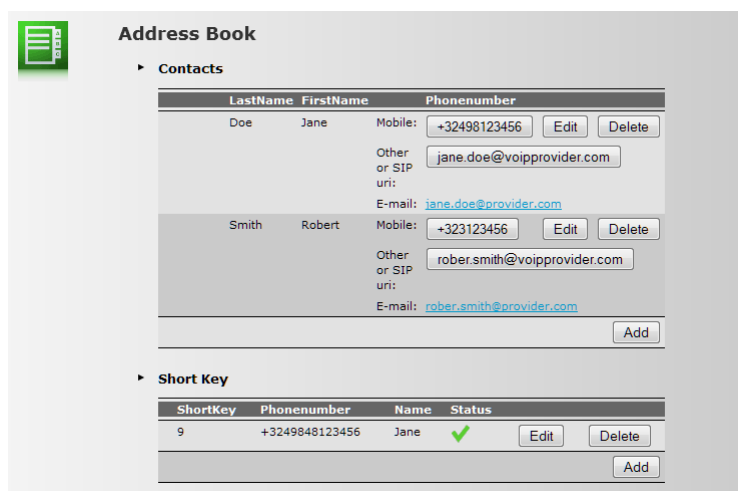 Address Book
Contacts
LastName FirstName Phonenumber
Doe Jane Mobile: +32498123456 Edit Delete
Other or SIP uri: jane.doe@voipprovider.com
E-mail: jane.doe@provider.com
Smith Robert Mobile: +323123456 Edit Delete
Other or SIP uri: rober.smith@voipprovider.com
E-mail: rober.smith@provider.com
Add
Short Key
ShortKey Phonenumber Name Status
9 +3249848123456 Jane Edit Delete
Add